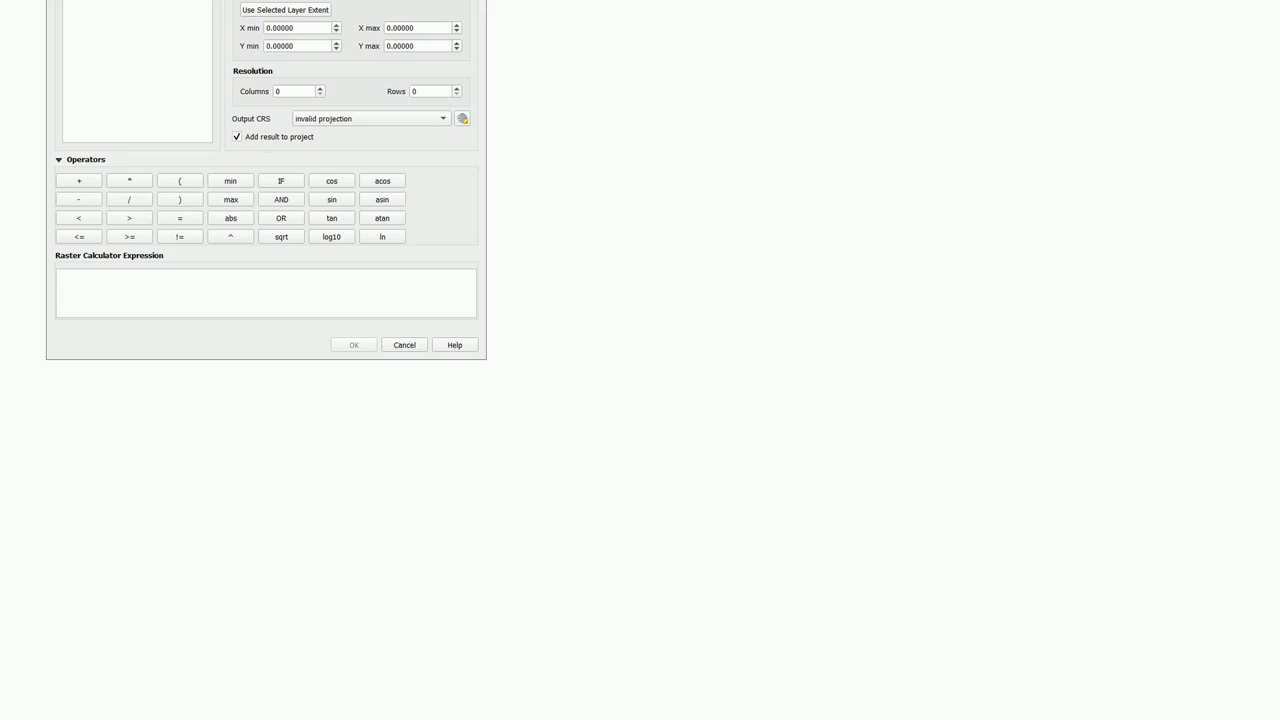 Use Selected Layer Extent
X min 0.00000 X max 0.00000
Y min 0.00000 Y max 0.00000
Resolution
Columns 0 Rows 0
Output CRS invalid projection
Add result to project
Operators
+ * ( min IF cos acos
- / ) max AND sin asin
< > = abs OR tan atan
<= >= != ^ sqrt log10 ln
Raster Calculator Expression
OK Cancel Help